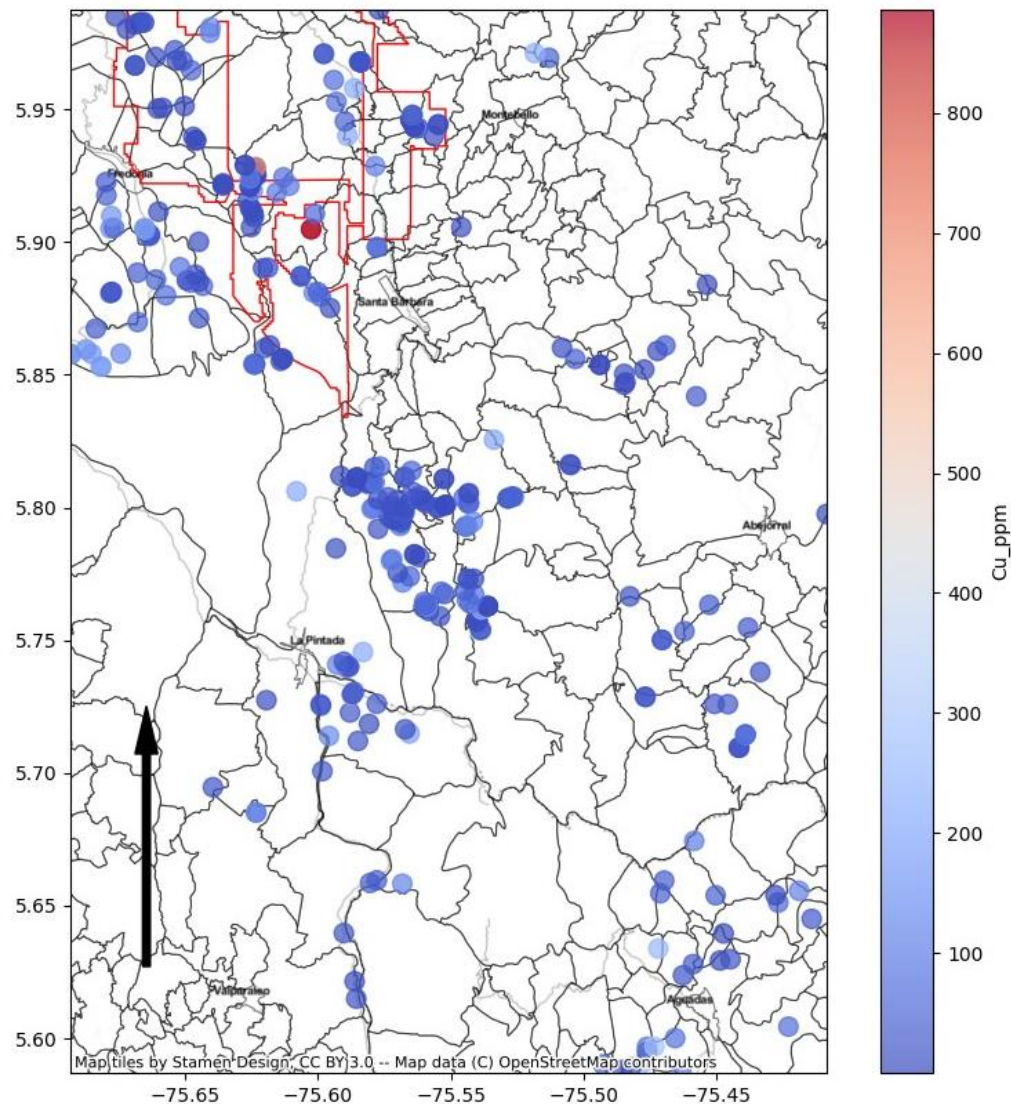 5.95
Montebello
Fredonia
5.90
Santa Bárbara
5.85
5.80
Abejorral
5.75
La Pintada
5.70
5.65
Valparaiso
Aguadas
5.60
Map tiles by Stamen Design, CC BY 3.0 -- Map data (C) OpenStreetMap contributors
−75.65 −75.60 −75.55 −75.50 −75.45
800
700
600
500
400
300
200
100
Cu_ppm